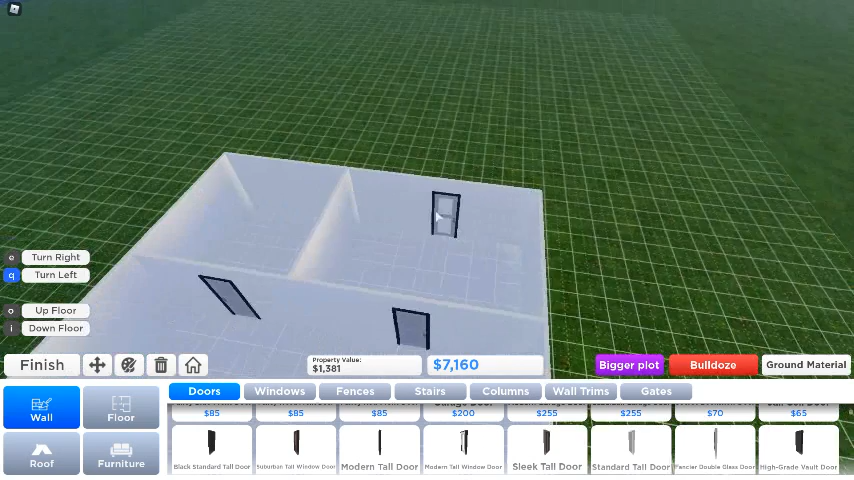 e Turn Right
q Turn Left
o Up Floor
i Down Floor
Finish
Property Value:
$1,381
$7,160
Bigger plot
Bulldoze
Ground Material
Wall
Floor
Roof
Furniture
Doors
Windows
Fences
Stairs
Columns
Wall Trims
Gates
$85
$85
$85
$200
$255
$255
$70
$65
Black Standard Tall Door
Suburban Tall Window Door
Modern Tall Door
Modern Tall Window Door
Sleek Tall Door
Standard Tall Door
Fancier Double Glass Door
High-Grade Vault Door